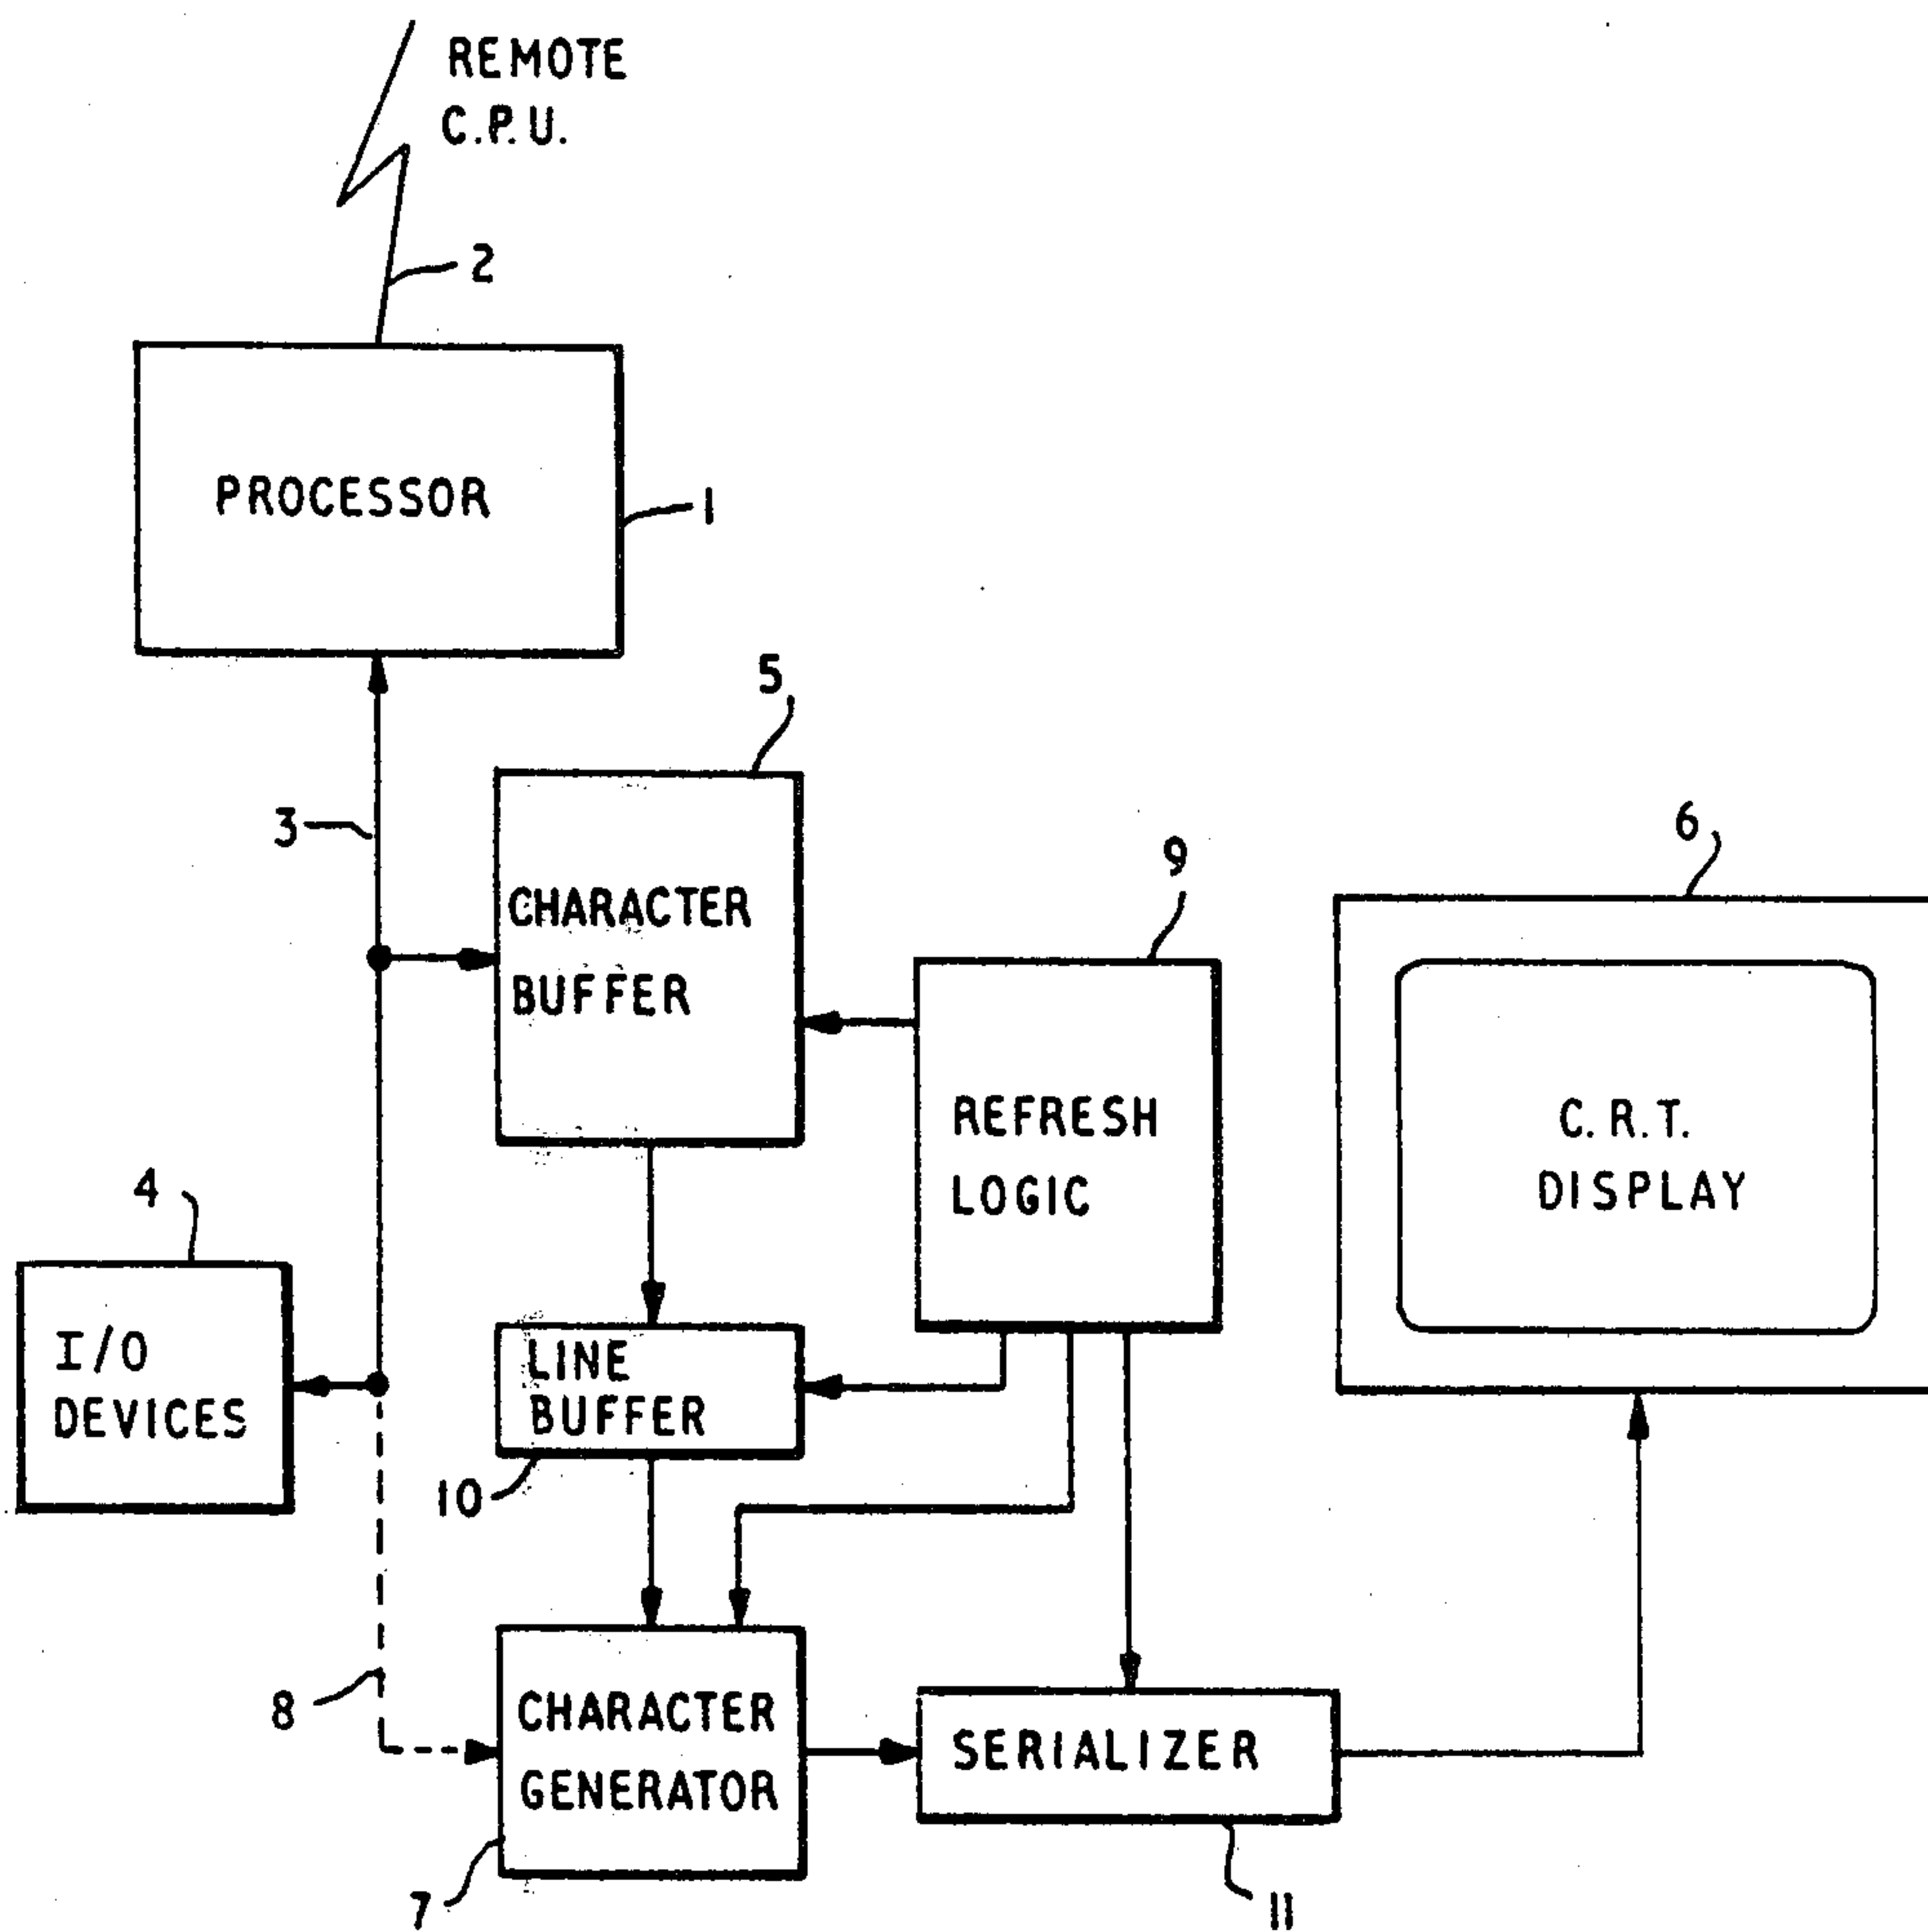 REMOTE
C.P.U.
2
PROCESSOR
1
5
3
CHARACTER
BUFFER
9
6
REFRESH
LOGIC
C.R.T.
DISPLAY
4
I/O
DEVICES
LINE
BUFFER
10
8
CHARACTER
GENERATOR
SERIALIZER
7
11